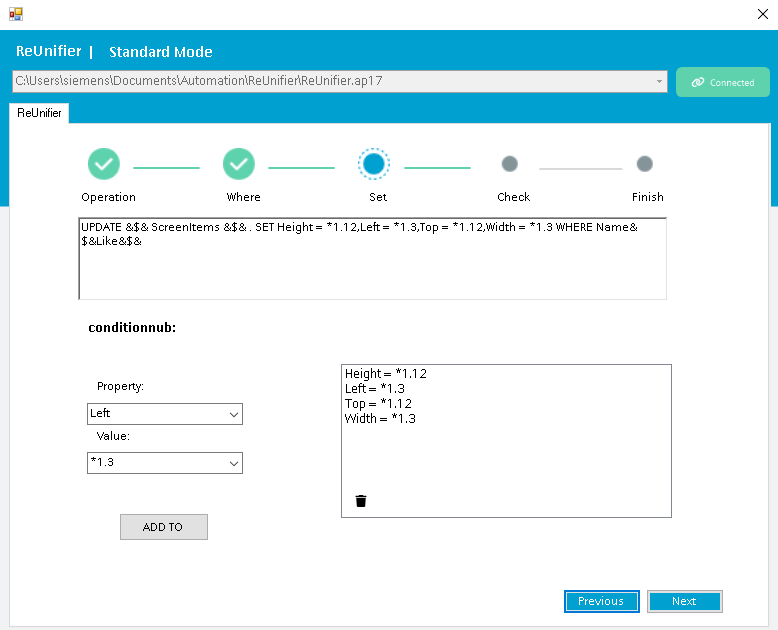 ReUnifier | Standard Mode
C:\Users\siemens\Documents\Automation\ReUnifier\ReUnifier.ap17
Connected
ReUnifier
Operation Where Set Check Finish
UPDATE &$& ScreenItems &$& . SET Height = *1.12,Left = *1.3,Top = *1.12,Width = *1.3 WHERE Name&
$&Like&$&
conditionnub:
Property:
Left
Value:
*1.3
ADD TO
Height = *1.12
Left = *1.3
Top = *1.12
Width = *1.3
Previous Next